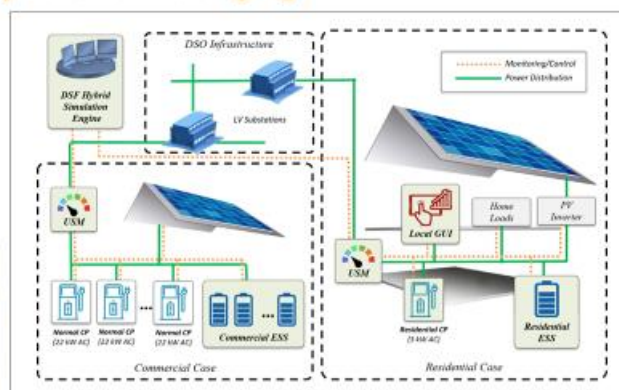 DSF Hybrid
Simulation
Engine
DSO Infrastructure
LV Substations
Monitoring/Control
Power Distribution
USM
Normal CP
(22 kW AC)
Normal CP
(22 kW AC)
...
Normal CP
(22 kW AC)
...
Commercial ESS
Commercial Case
Local GUI
Home
Loads
PV
Inverter
USM
Residential CP
(3 kW AC)
Residential
ESS
Residential Case